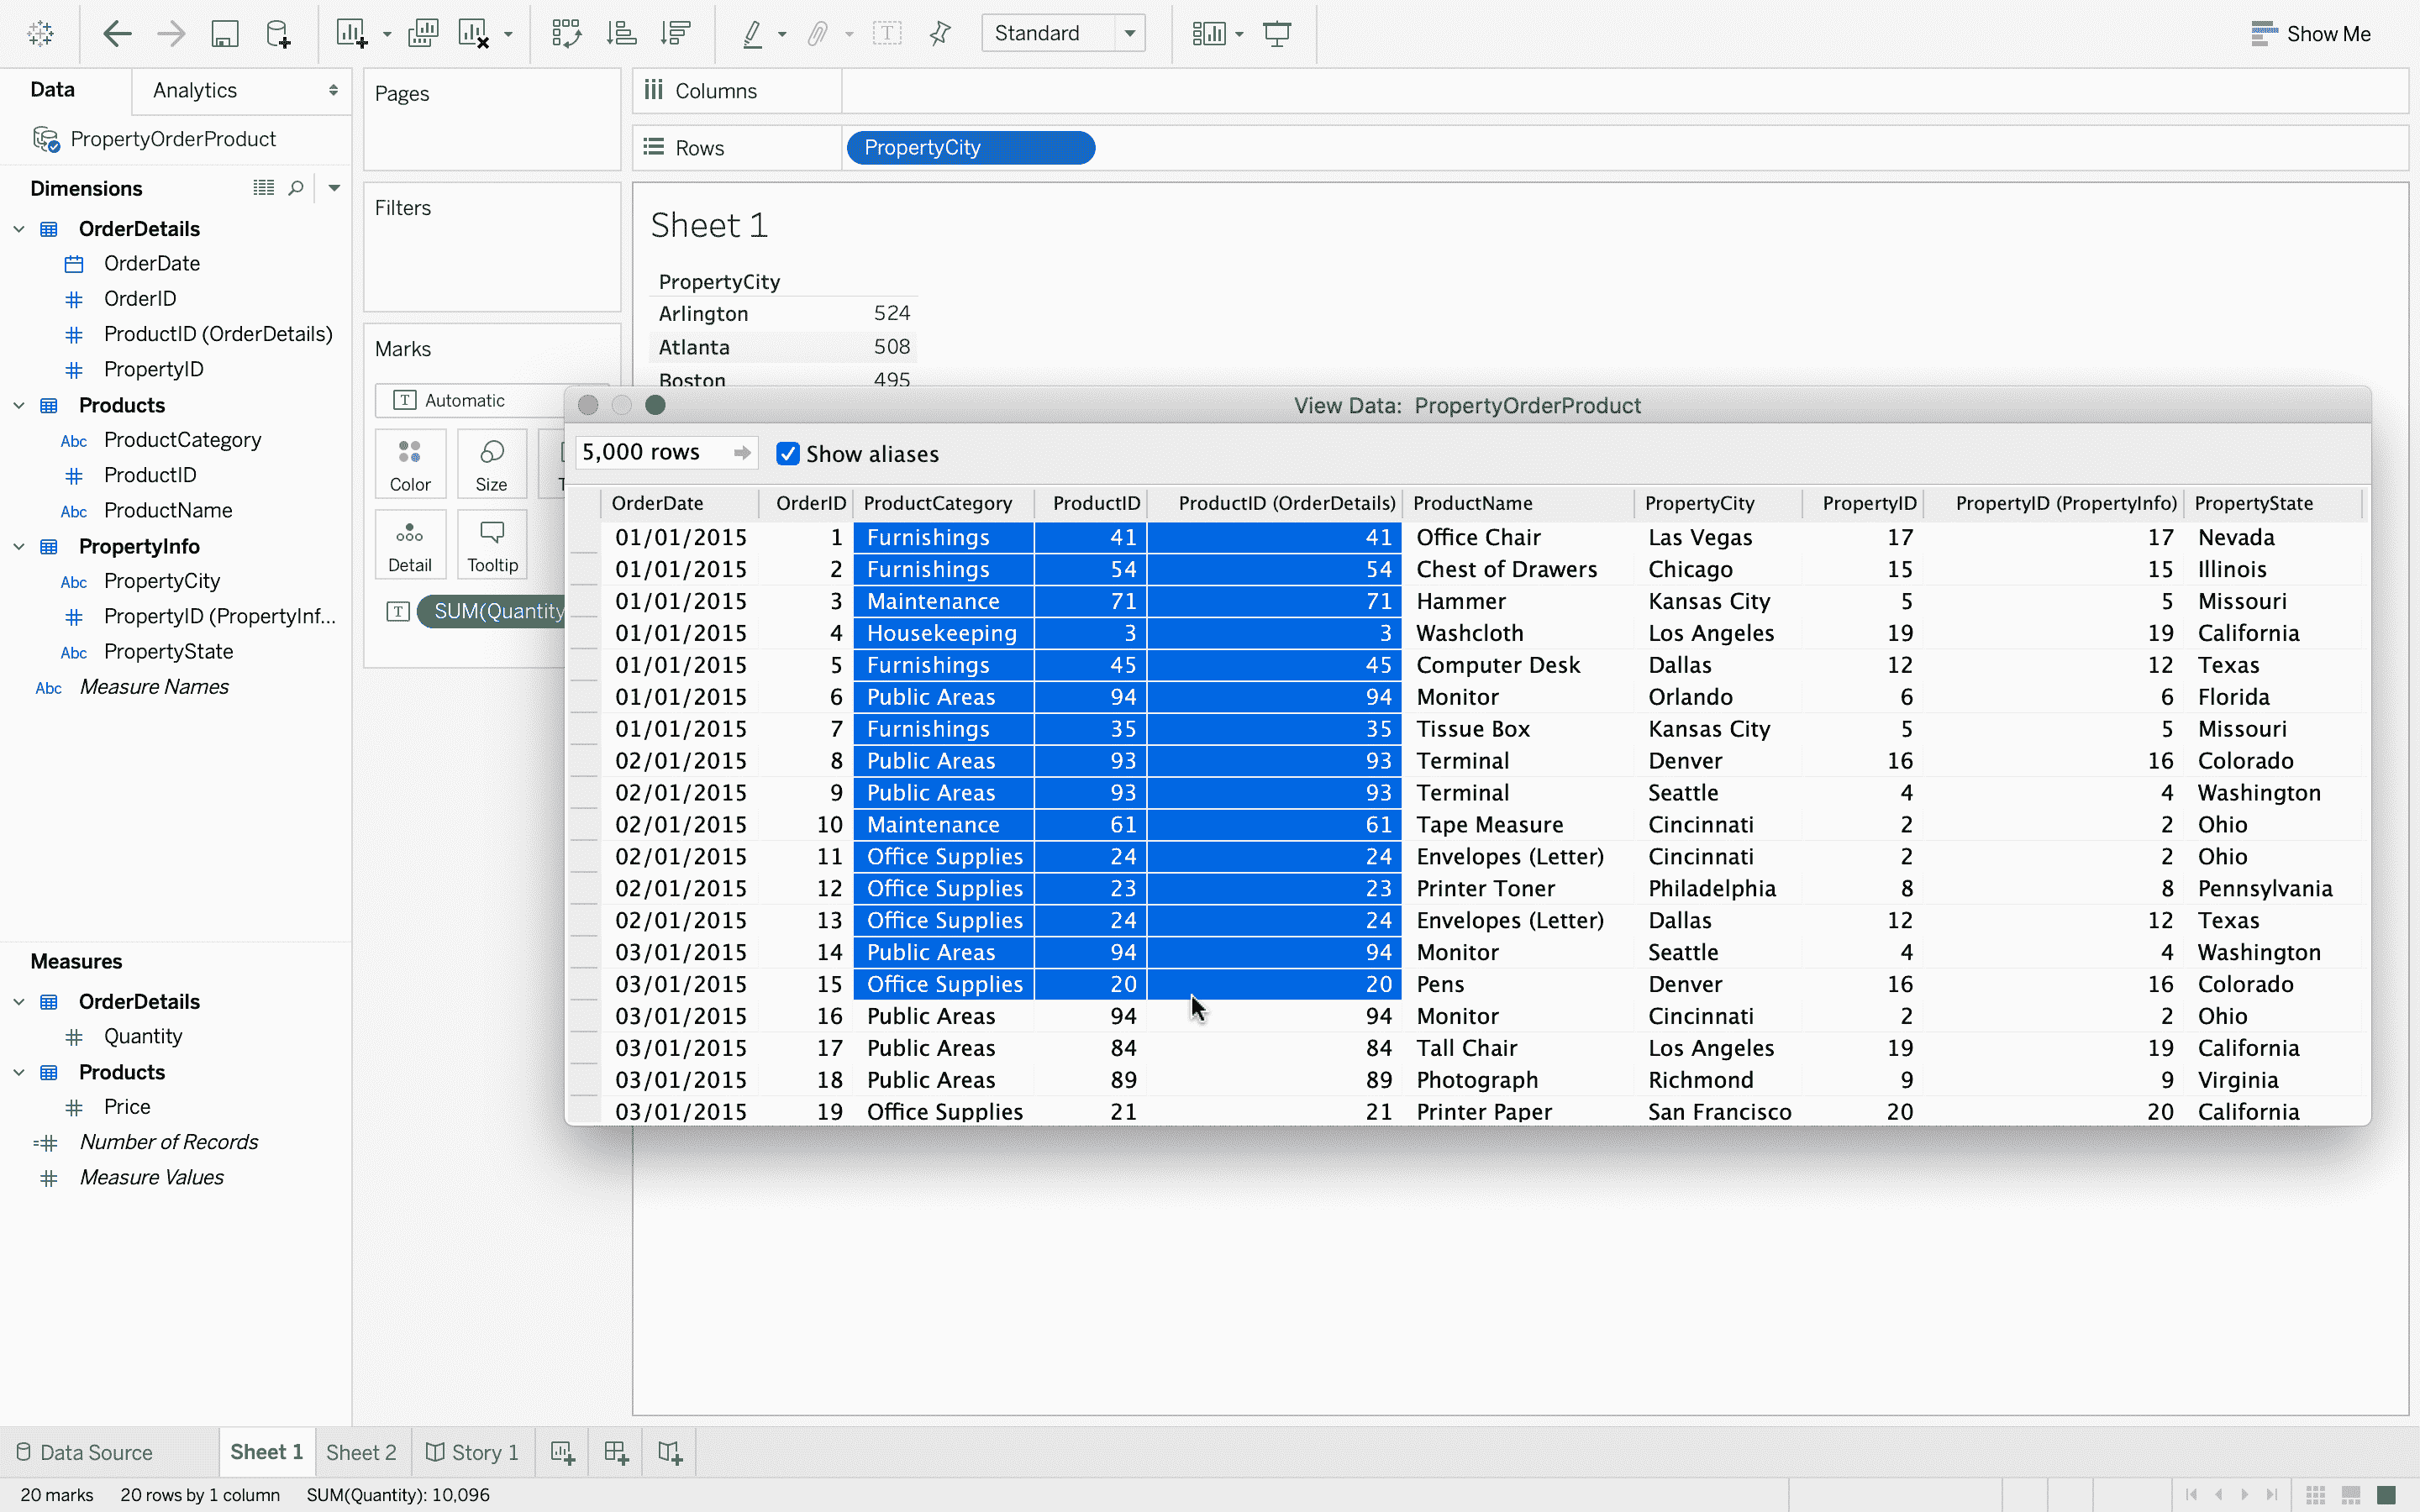 Standard
Show Me
Data
Analytics
PropertyOrderProduct
Dimensions
OrderDetails
OrderDate
OrderID
ProductID (OrderDetails)
PropertyID
Products
Abc ProductCategory
ProductID
Abc ProductName
PropertyInfo
Abc PropertyCity
PropertyID (PropertyInf...
Abc PropertyState
Abc Measure Names
Measures
OrderDetails
Quantity
Products
Price
Number of Records
Measure Values
Pages
Filters
Marks
T Automatic
Color
Size
Detail
Tooltip
T SUM(Quantity
Columns
Rows
PropertyCity
Sheet 1
PropertyCity
Arlington 524
Atlanta 508
Boston 495
View Data: PropertyOrderProduct
5,000 rows
Show aliases
OrderDate OrderID ProductCategory ProductID ProductID (OrderDetails) ProductName PropertyCity PropertyID PropertyID (PropertyInfo) PropertyState
01/01/2015 1 Furnishings 41 41 Office Chair Las Vegas 17 17 Nevada
01/01/2015 2 Furnishings 54 54 Chest of Drawers Chicago 15 15 Illinois
01/01/2015 3 Maintenance 71 71 Hammer Kansas City 5 5 Missouri
01/01/2015 4 Housekeeping 3 3 Washcloth Los Angeles 19 19 California
01/01/2015 5 Furnishings 45 45 Computer Desk Dallas 12 12 Texas
01/01/2015 6 Public Areas 94 94 Monitor Orlando 6 6 Florida
01/01/2015 7 Furnishings 35 35 Tissue Box Kansas City 5 5 Missouri
02/01/2015 8 Public Areas 93 93 Terminal Denver 16 16 Colorado
02/01/2015 9 Public Areas 93 93 Terminal Seattle 4 4 Washington
02/01/2015 10 Maintenance 61 61 Tape Measure Cincinnati 2 2 Ohio
02/01/2015 11 Office Supplies 24 24 Envelopes (Letter) Cincinnati 2 2 Ohio
02/01/2015 12 Office Supplies 23 23 Printer Toner Philadelphia 8 8 Pennsylvania
02/01/2015 13 Office Supplies 24 24 Envelopes (Letter) Dallas 12 12 Texas
03/01/2015 14 Public Areas 94 94 Monitor Seattle 4 4 Washington
03/01/2015 15 Office Supplies 20 20 Pens Denver 16 16 Colorado
03/01/2015 16 Public Areas 94 94 Monitor Cincinnati 2 2 Ohio
03/01/2015 17 Public Areas 84 84 Tall Chair Los Angeles 19 19 California
03/01/2015 18 Public Areas 89 89 Photograph Richmond 9 9 Virginia
03/01/2015 19 Office Supplies 21 21 Printer Paper San Francisco 20 20 California
Data Source
Sheet 1
Sheet 2
Story 1
20 marks 20 rows by 1 column SUM(Quantity): 10,096